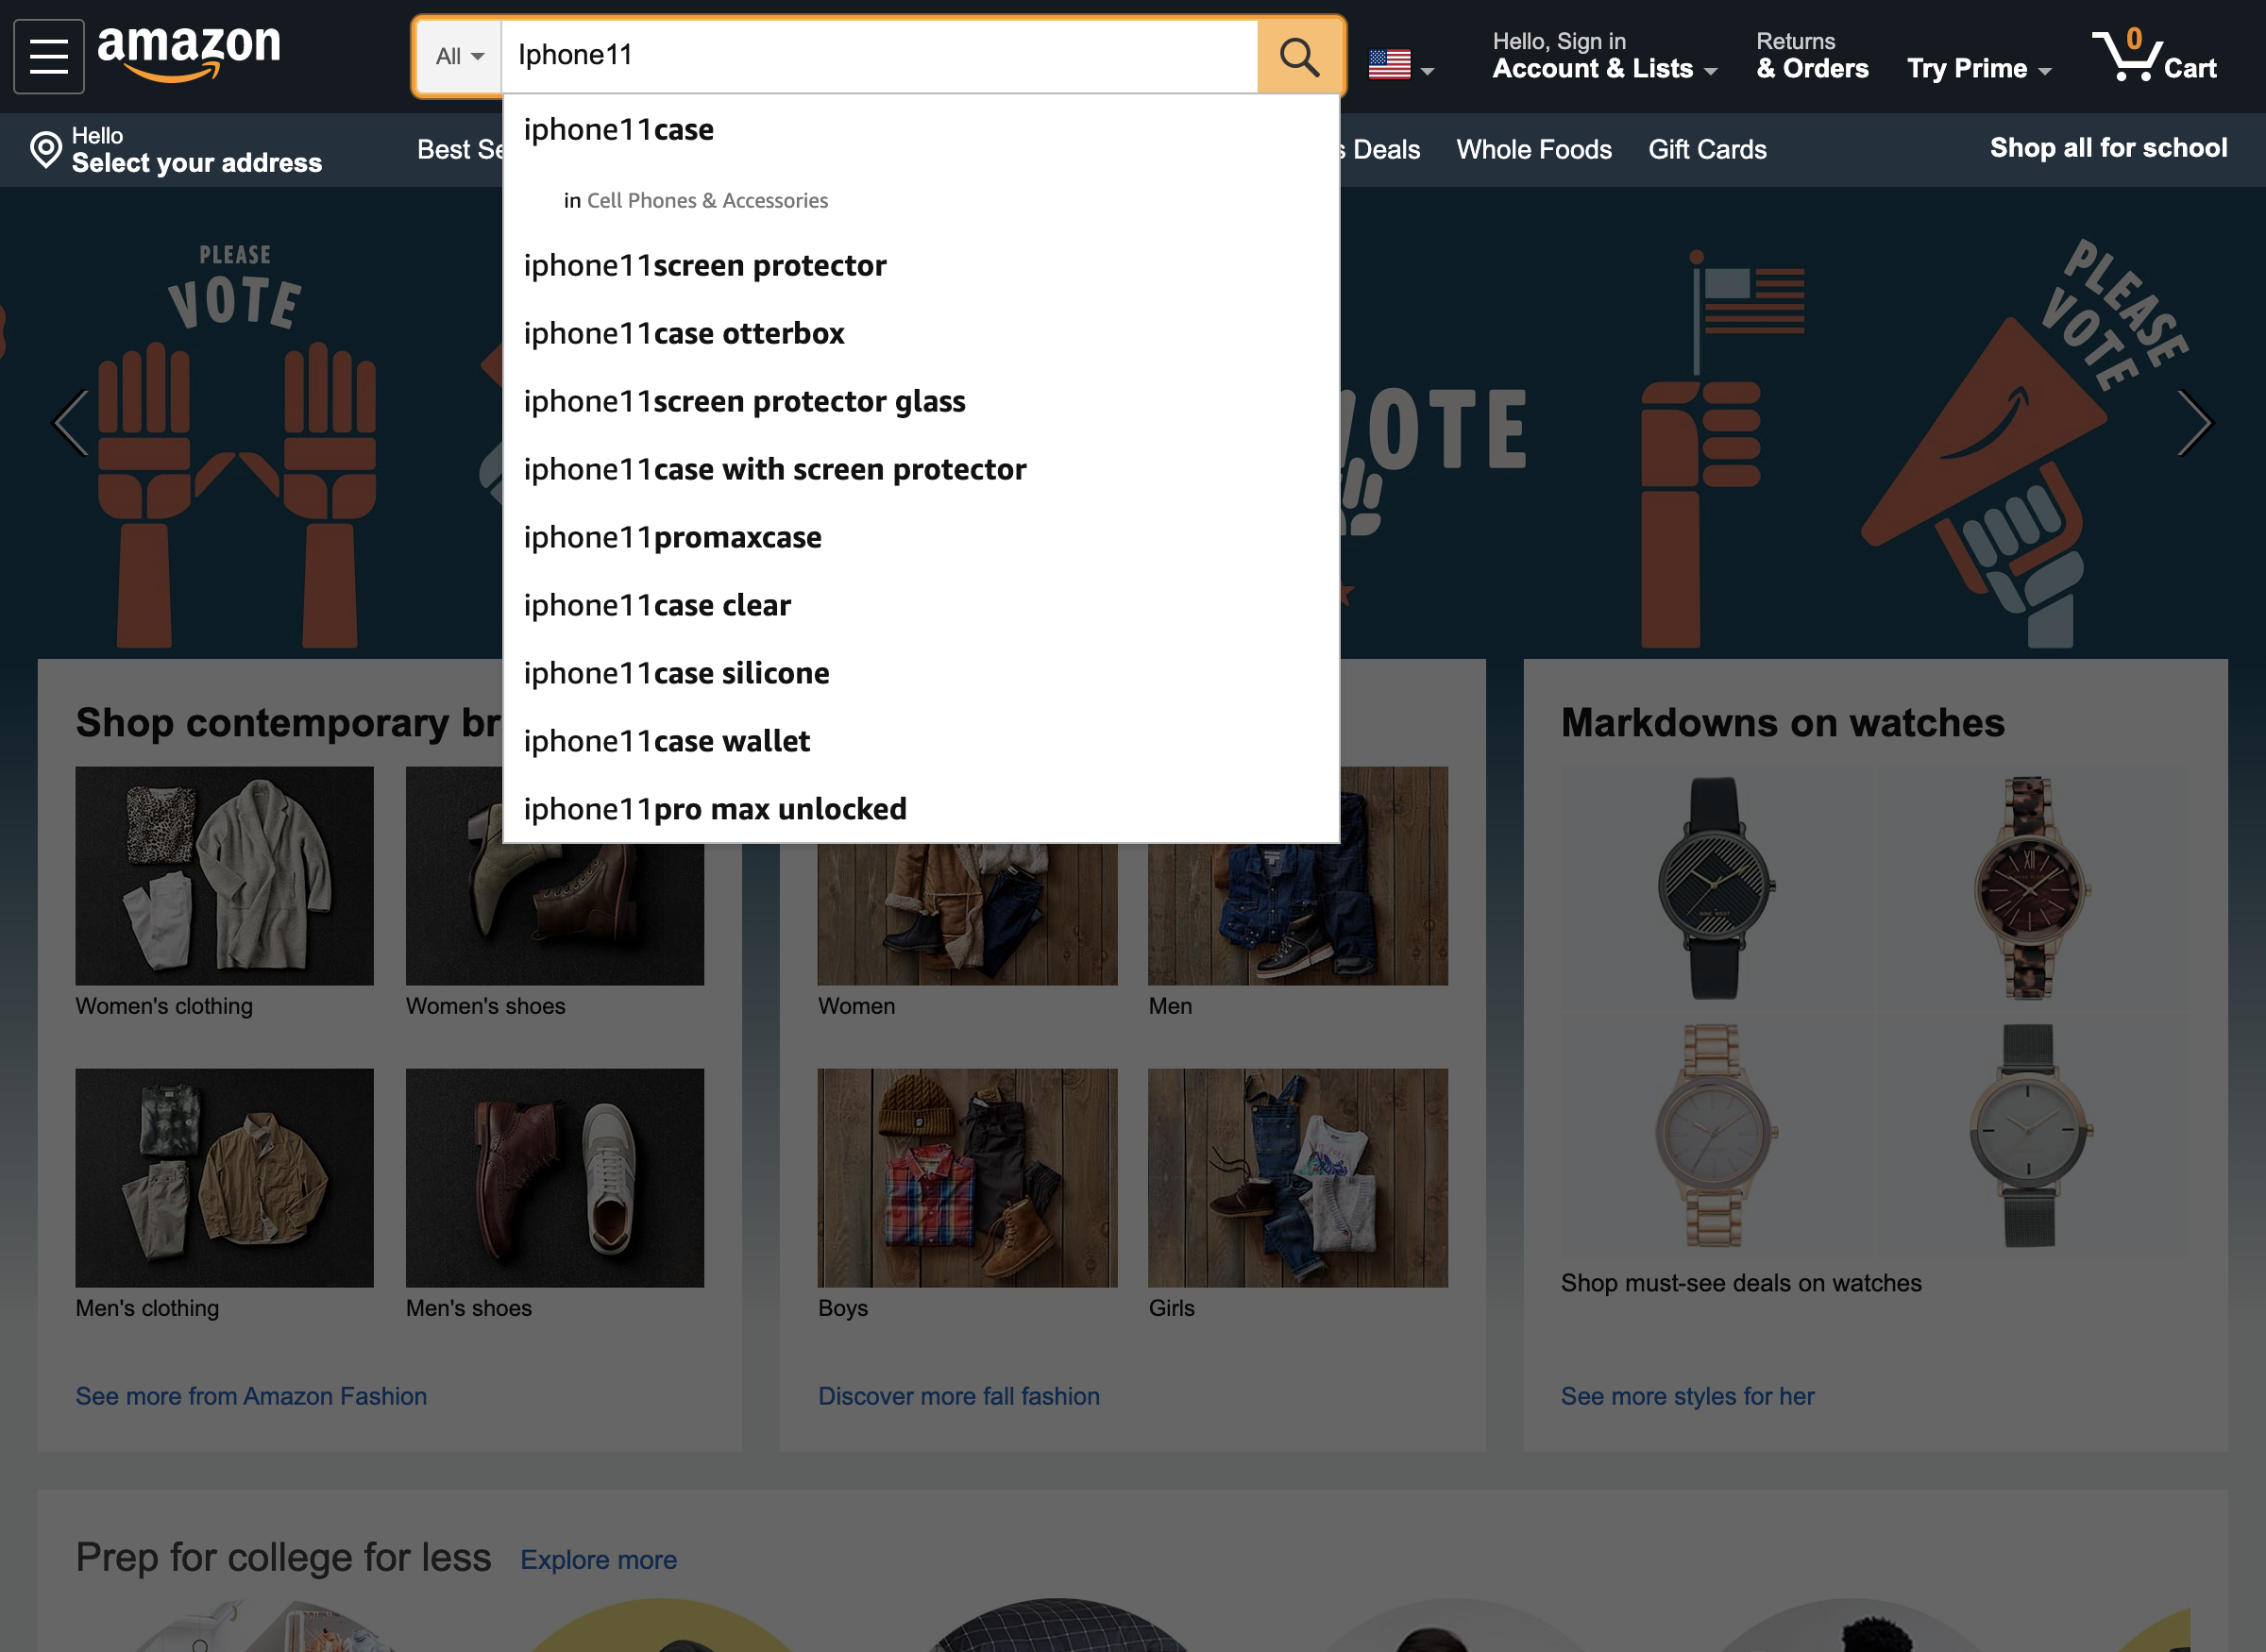 amazon
All
Iphone11
Hello, Sign in
Account & Lists
Returns
& Orders
Try Prime
0
Cart
Hello
Select your address
Best Se
s Deals
Whole Foods
Gift Cards
Shop all for school
iphone11case
in Cell Phones & Accessories
iphone11screen protector
iphone11case otterbox
iphone11screen protector glass
iphone11case with screen protector
iphone11promaxcase
iphone11case clear
iphone11case silicone
iphone11case wallet
iphone11pro max unlocked
PLEASE
VOTE
VOTE
PLEASE
VOTE
Shop contemporary br
Women's clothing
Women's shoes
Men's clothing
Men's shoes
See more from Amazon Fashion
Women
Men
Boys
Girls
Discover more fall fashion
Markdowns on watches
NINE WEST
XII
Shop must-see deals on watches
See more styles for her
Prep for college for less
Explore more